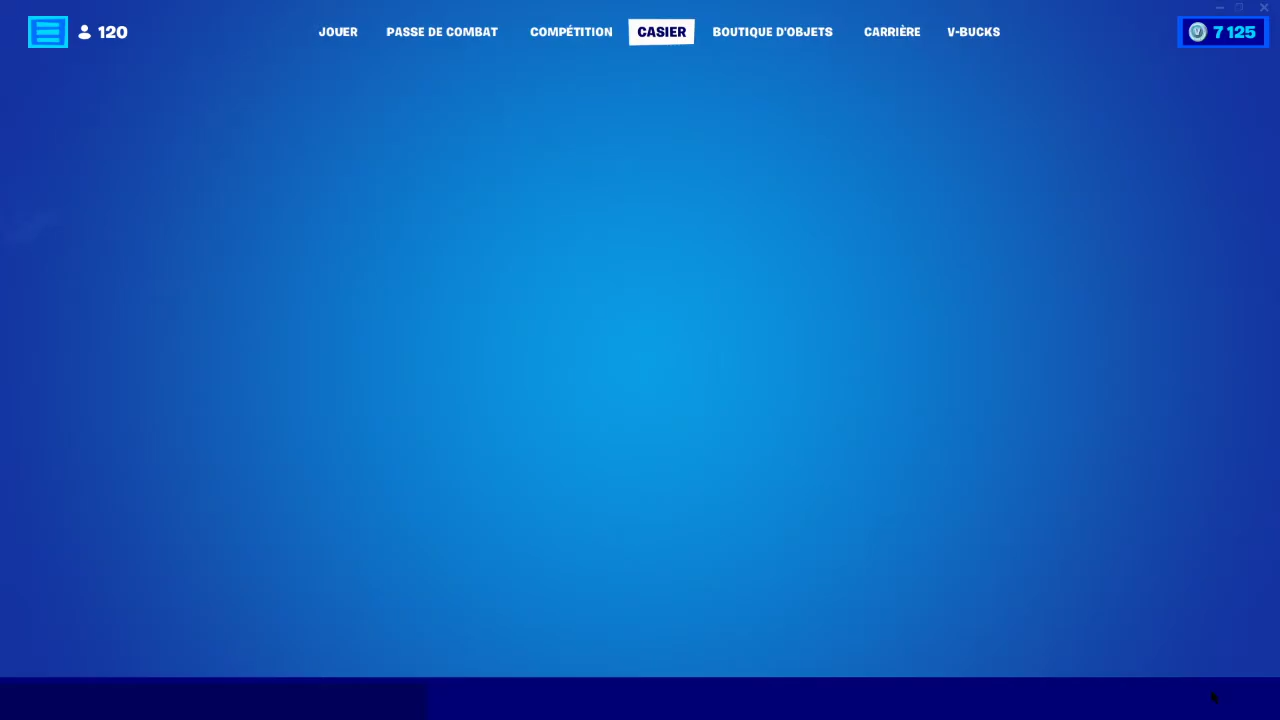 120 JOUER PASSE DE COMBAT COMPÉTITION CASIER BOUTIQUE D'OBJETS CARRIÈRE V-BUCKS 7 125